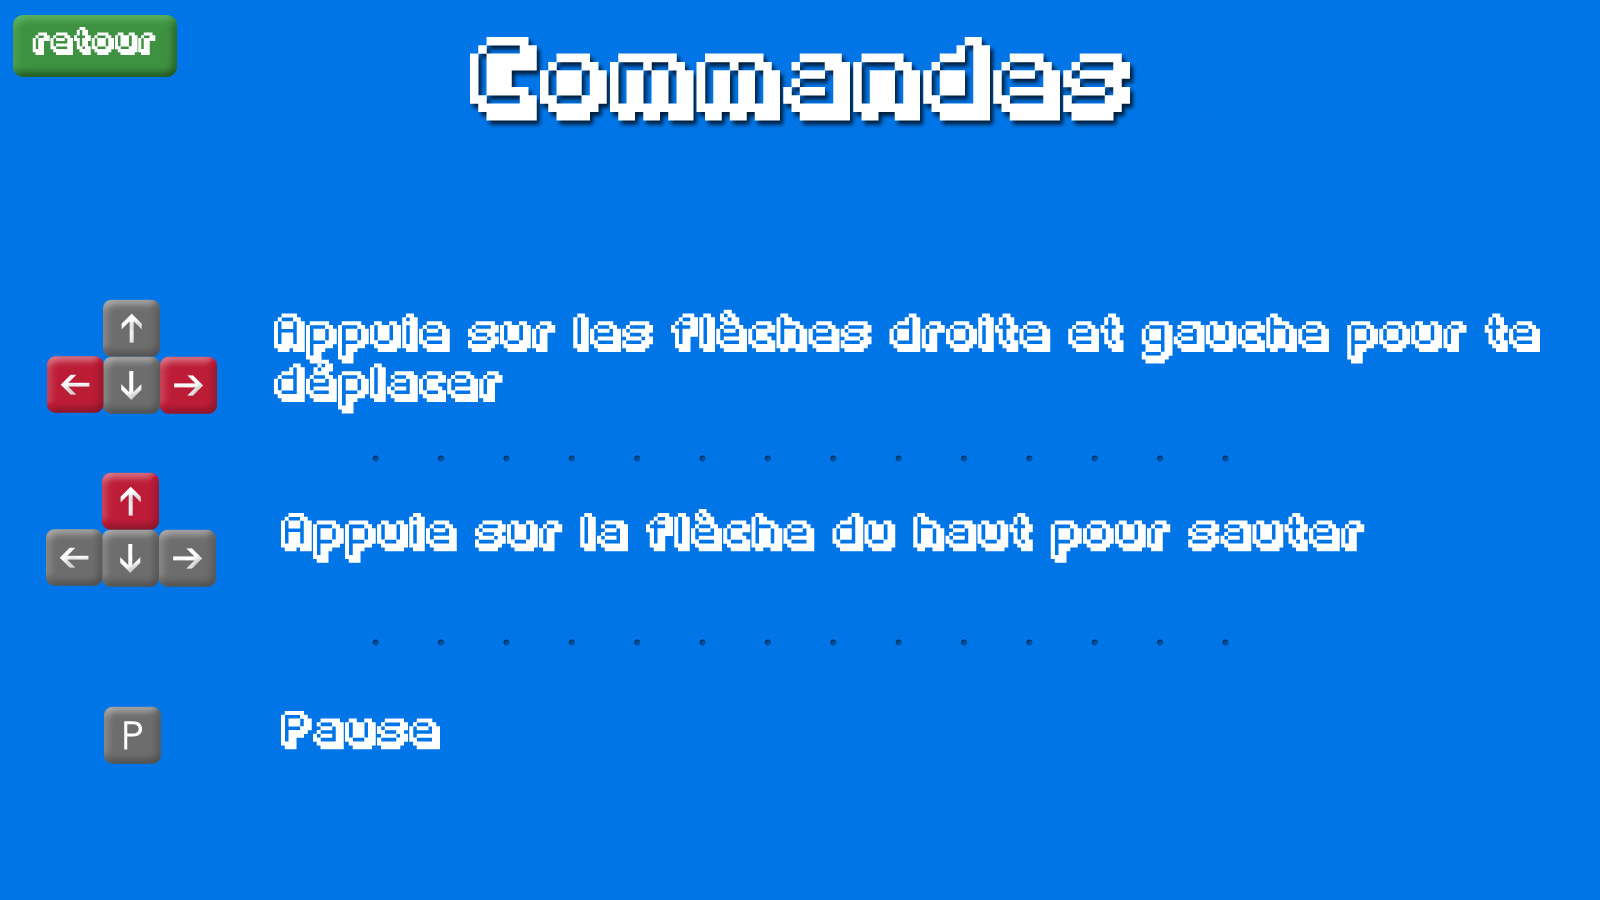 retour
Commandes
↑
← ↓ →
Appuie sur les flèches droite et gauche pour te
déplacer
↑
← ↓ →
Appuie sur la flèche du haut pour sauter
P
Pause